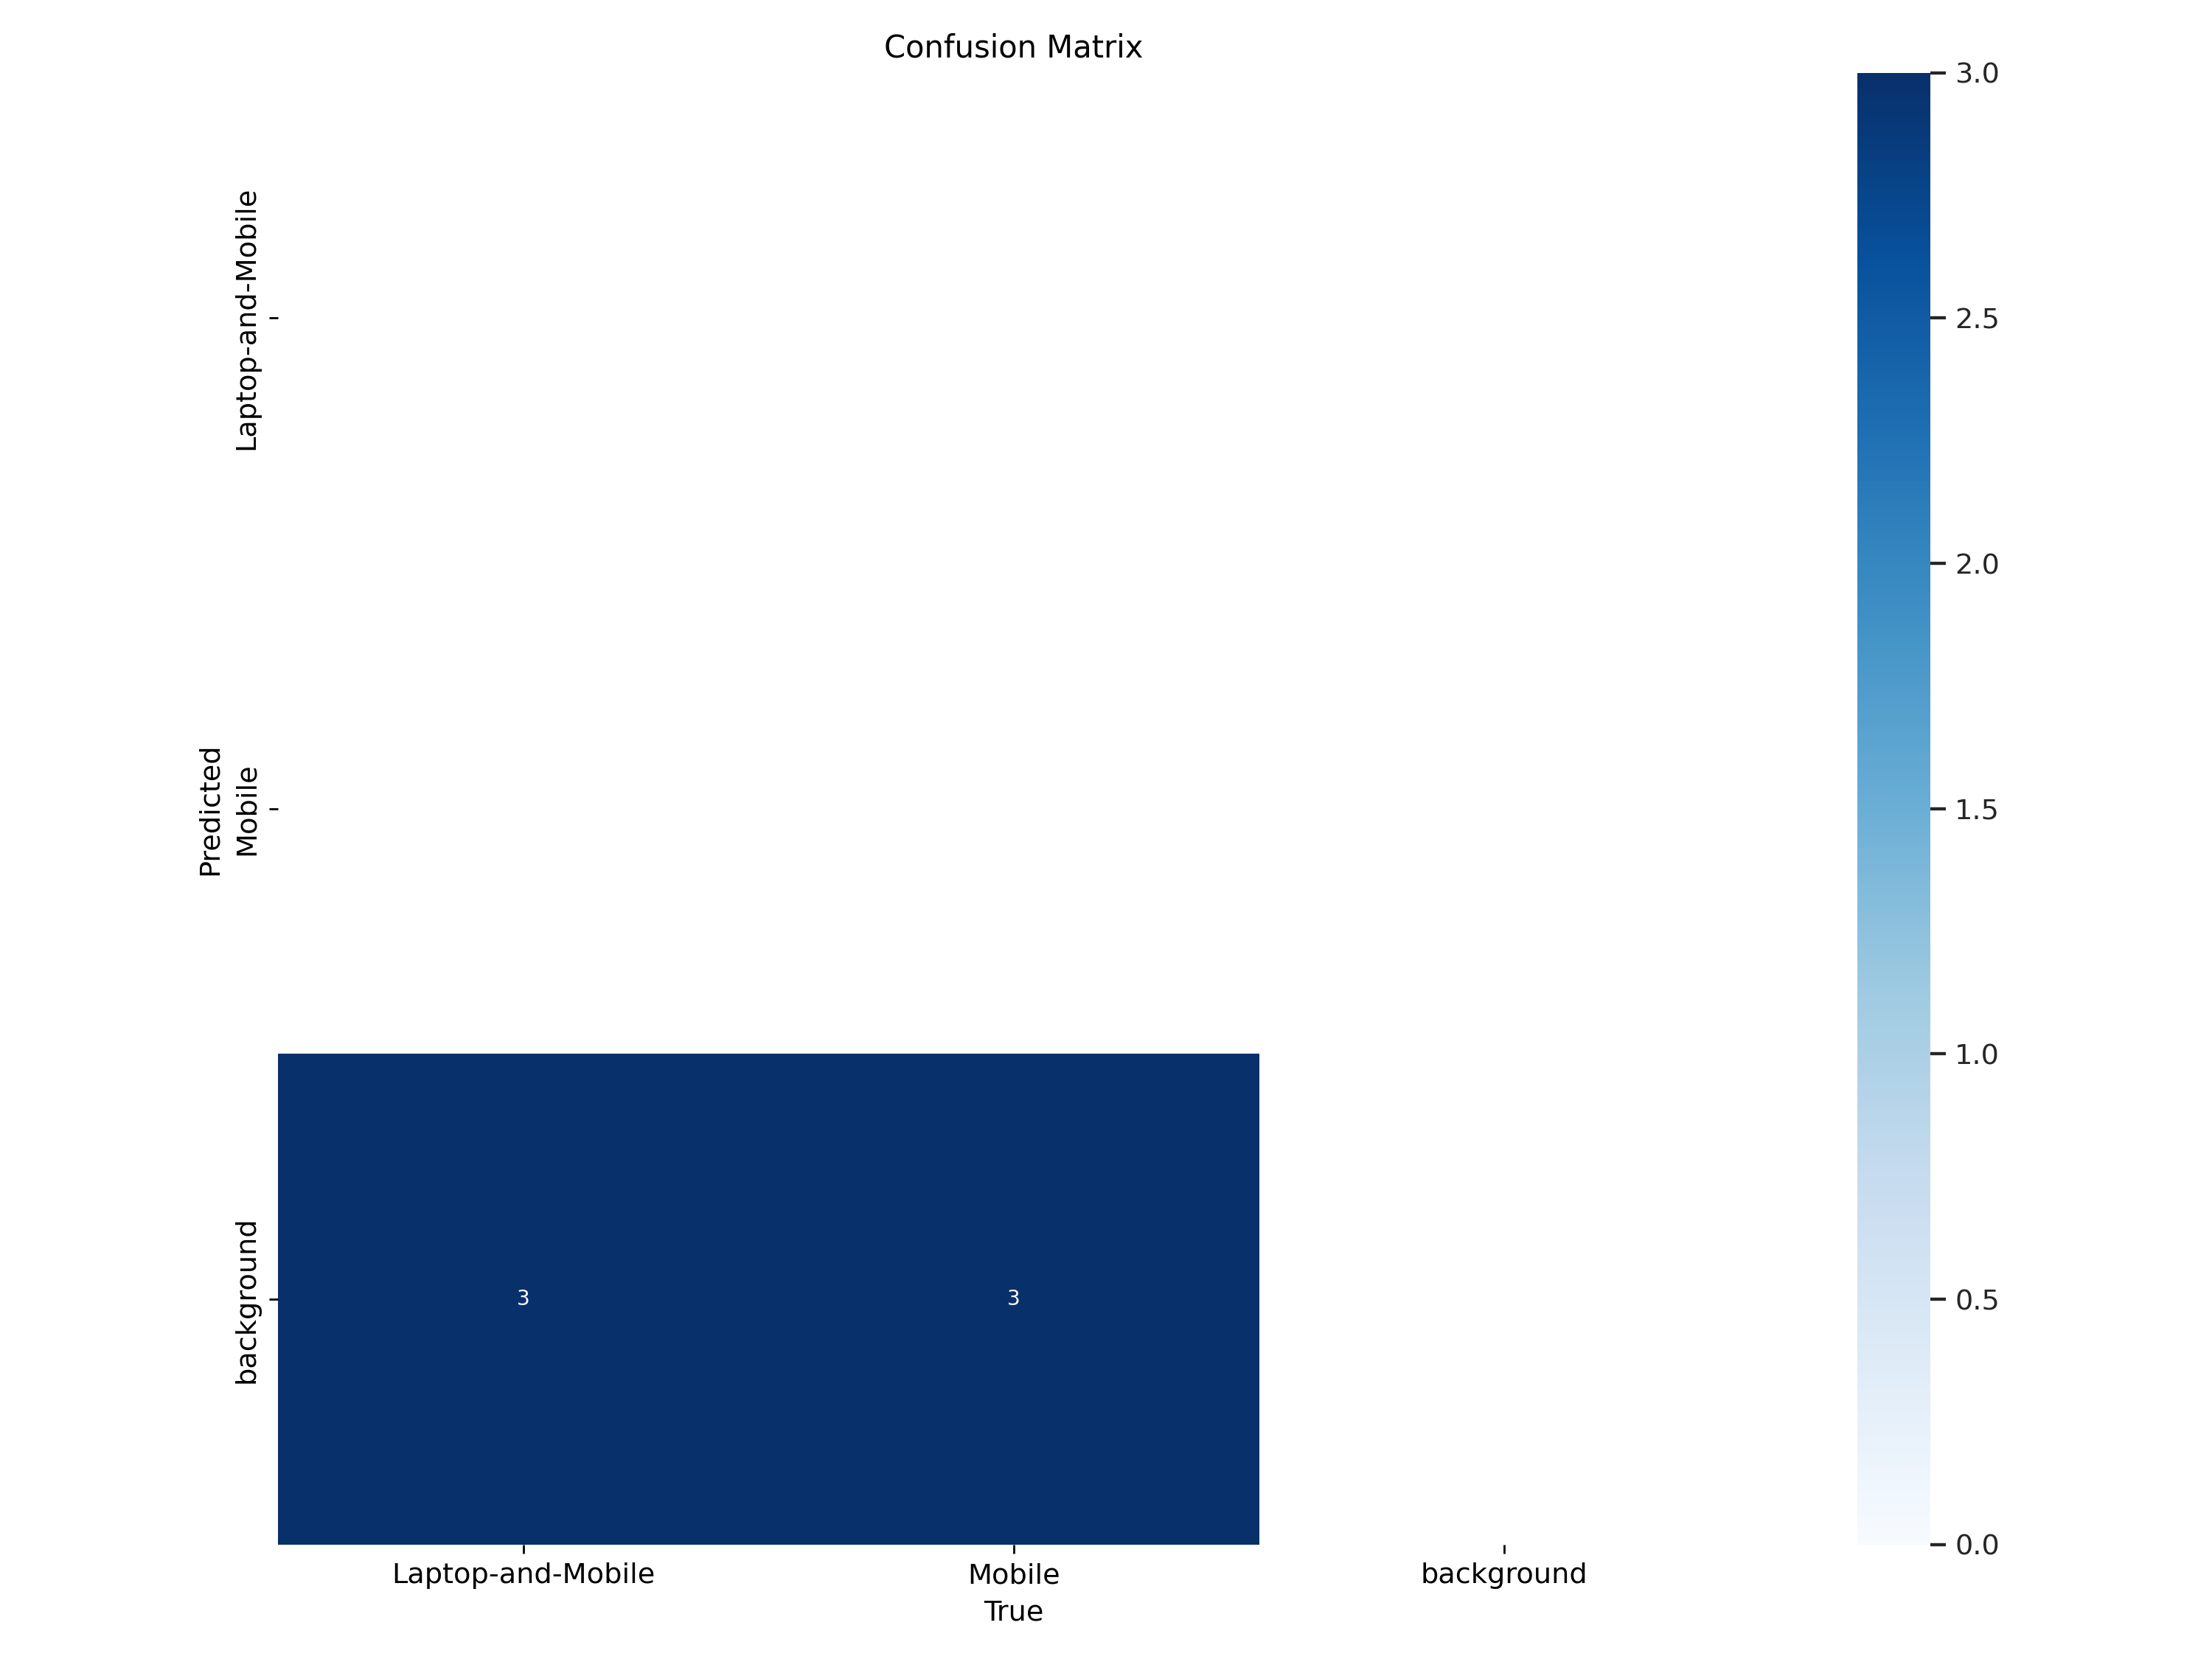 Confusion Matrix
Laptop-and-Mobile
Mobile
background
Predicted
3
3
Laptop-and-Mobile
Mobile
background
True
3.0
2.5
2.0
1.5
1.0
0.5
0.0